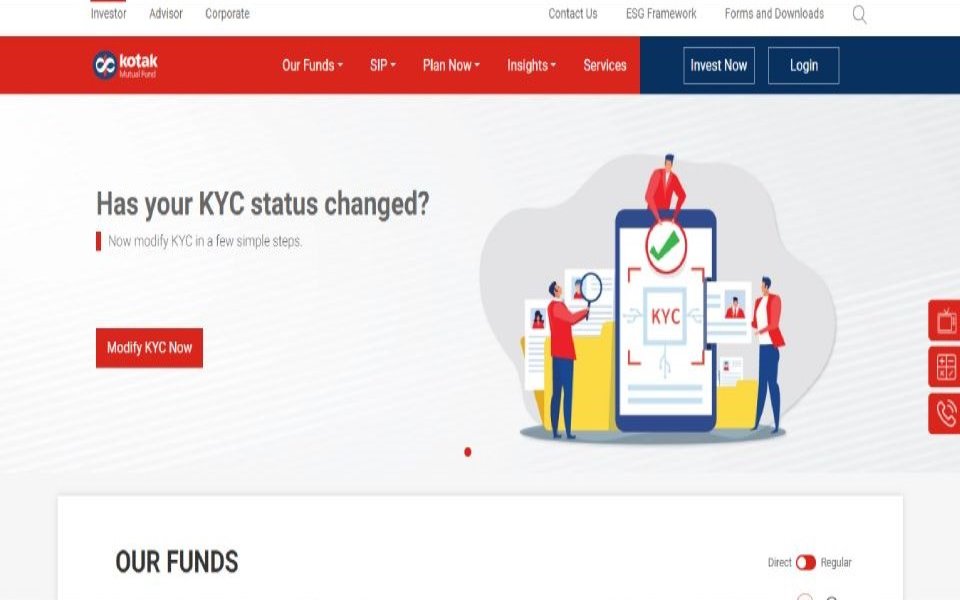 Investor Advisor Corporate Contact Us ESG Framework Forms and Downloads
kotak
Mutual Fund
Our Funds SIP Plan Now Insights Services Invest Now Login
Has your KYC status changed?
Now modify KYC in a few simple steps.
Modify KYC Now
KYC
OUR FUNDS
Direct Regular